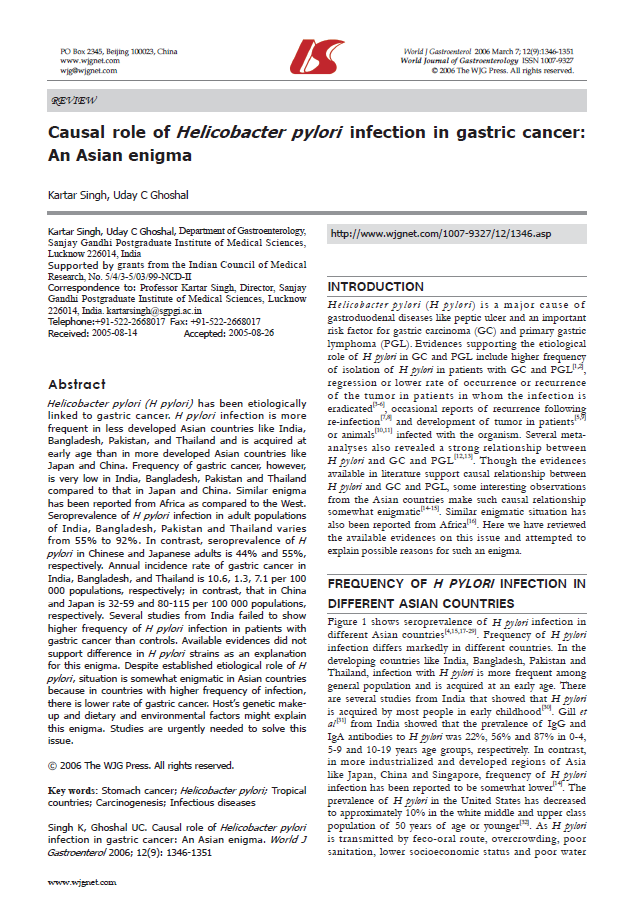 PO Box 2345, Beijing 100023, China
www.wjgnet.com
wjg@wjgnet.com
World J Gastroenterol 2006 March 7; 12(9):1346-1351
World Journal of Gastroenterology ISSN 1007-9327
© 2006 The WJG Press. All rights reserved.
REVIEW
Causal role of Helicobacter pylori infection in gastric cancer:
An Asian enigma
Kartar Singh, Uday C Ghoshal
Kartar Singh, Uday C Ghoshal, Department of Gastroenterology,
Sanjay Gandhi Postgraduate Institute of Medical Sciences,
Lucknow 226014, India
Supported by grants from the Indian Council of Medical
Research, No. 5/4/3-5/03/99-NCD-II
Correspondence to: Professor Kartar Singh, Director, Sanjay
Gandhi Postgraduate Institute of Medical Sciences, Lucknow
226014, India. kartarsingh@sgpgi.ac.in
Telephone:+91-522-2668017 Fax: +91-522-2668017
Received: 2005-08-14 Accepted: 2005-08-26
Abstract
Helicobacter pylori (H pylori) has been etiologically
linked to gastric cancer. H pylori infection is more
frequent in less developed Asian countries like India,
Bangladesh, Pakistan, and Thailand and is acquired at
early age than in more developed Asian countries like
Japan and China. Frequency of gastric cancer, however,
is very low in India, Bangladesh, Pakistan and Thailand
compared to that in Japan and China. Similar enigma
has been reported from Africa as compared to the West.
Seroprevalence of H pylori infection in adult populations
of India, Bangladesh, Pakistan and Thailand varies
from 55% to 92%. In contrast, seroprevalence of H
pylori in Chinese and Japanese adults is 44% and 55%,
respectively. Annual incidence rate of gastric cancer in
India, Bangladesh, and Thailand is 10.6, 1.3, 7.1 per 100
000 populations, respectively; in contrast, that in China
and Japan is 32-59 and 80-115 per 100 000 populations,
respectively. Several studies from India failed to show
higher frequency of H pylori infection in patients with
gastric cancer than controls. Available evidences did not
support difference in H pylori strains as an explanation
for this enigma. Despite established etiological role of H
pylori, situation is somewhat enigmatic in Asian countries
because in countries with higher frequency of infection,
there is lower rate of gastric cancer. Host's genetic make-
up and dietary and environmental factors might explain
this enigma. Studies are urgently needed to solve this
issue.
© 2006 The WJG Press. All rights reserved.
Key words: Stomach cancer; Helicobacter pylori; Tropical
countries; Carcinogenesis; Infectious diseases
Singh K, Ghoshal UC. Causal role of Helicobacter pylori
infection in gastric cancer: An Asian enigma. World J
Gastroenterol 2006; 12(9): 1346-1351
http://www.wjgnet.com/1007-9327/12/1346.asp
INTRODUCTION
Helicobacter pylori (H pylori) is a major cause of
gastroduodenal diseases like peptic ulcer and an important
risk factor for gastric carcinoma (GC) and primary gastric
lymphoma (PGL). Evidences supporting the etiological
role of H pylori in GC and PGL include higher frequency
of isolation of H pylori in patients with GC and PGL[1,2],
regression or lower rate of occurrence or recurrence
of the tumor in patients in whom the infection is
eradicated[3-6], occasional reports of recurrence following
re-infection[7,8] and development of tumor in patients[5,9]
or animals[10,11] infected with the organism. Several meta-
analyses also revealed a strong relationship between
H pylori and GC and PGL[12,13]. Though the evidences
available in literature support causal relationship between
H pylori and GC and PGL, some interesting observations
from the Asian countries make such causal relationship
somewhat enigmatic[14-15]. Similar enigmatic situation has
also been reported from Africa[16]. Here we have reviewed
the available evidences on this issue and attempted to
explain possible reasons for such an enigma.
FREQUENCY OF H PYLORI INFECTION IN
DIFFERENT ASIAN COUNTRIES
Figure 1 shows seroprevalence of H pylori infection in
different Asian countries[4,15,17-29]. Frequency of H pylori
infection differs markedly in different countries. In the
developing countries like India, Bangladesh, Pakistan and
Thailand, infection with H pylori is more frequent among
general population and is acquired at an early age. There
are several studies from India that showed that H pylori
is acquired by most people in early childhood[30]. Gill et
al[31] from India showed that the prevalence of IgG and
IgA antibodies to H pylori was 22%, 56% and 87% in 0-4,
5-9 and 10-19 years age groups, respectively. In contrast,
in more industrialized and developed regions of Asia
like Japan, China and Singapore, frequency of H pylori
infection has been reported to be somewhat lower[14]. The
prevalence of H pylori in the United States has decreased
to approximately 10% in the white middle and upper class
population of 50 years of age or younger[32]. As H pylori
is transmitted by feco-oral route, overcrowding, poor
sanitation, lower socioeconomic status and poor water
www.wjgnet.com